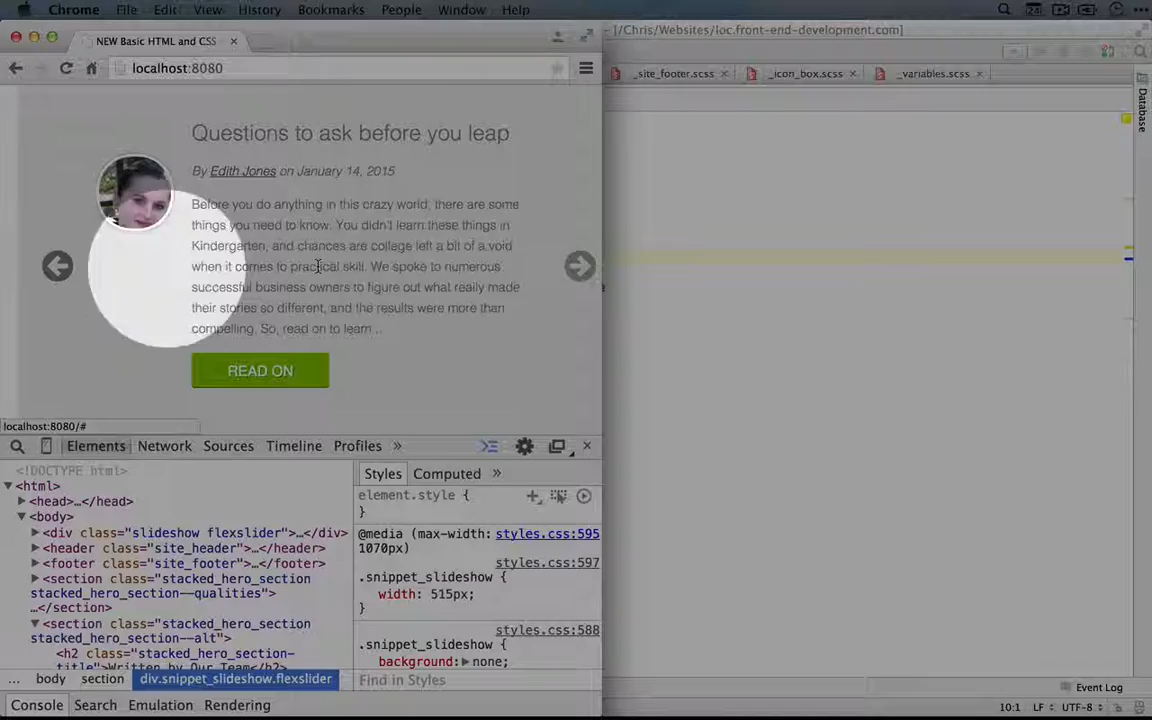 Chrome File Edit View History Bookmarks People Window Help
[/Chris/Websites/loc.front-end-development.com]
NEW Basic HTML and CSS
localhost:8080
_site_footer.scss _icon_box.scss _variables.scss
Database
Questions to ask before you leap
By Edith Jones on January 14, 2015
Before you do anything in this crazy world, there are some
things you need to know. You didn't learn these things in
Kindergarten, and chances are college left a bit of a void
when it comes to practical skill. We spoke to numerous
successful business owners to figure out what really made
their stories so different, and the results were more than
compelling. So, read on to learn...
READ ON
localhost:8080/#
Elements Network Sources Timeline Profiles »
<!DOCTYPE html>
<html>
<head>…</head>
<body>
<div class="slideshow flexslider">…</div>
<header class="site_header">…</header>
<footer class="site_footer">…</footer>
<section class="stacked_hero_section
stacked_hero_section--qualities">
…</section>
<section class="stacked_hero_section
stacked_hero_section--alt">
<h2 class="stacked_hero_section-
title">Written by Our Team</h2>
Styles Computed »
element.style {
}
@media (max-width: styles.css:595
1070px)
styles.css:597
.snippet_slideshow {
width: 515px;
}
styles.css:588
.snippet_slideshow {
background: none;
... body section div.snippet_slideshow.flexslider
Find in Styles
Console Search Emulation Rendering
Event Log
10:1 LF UTF-8